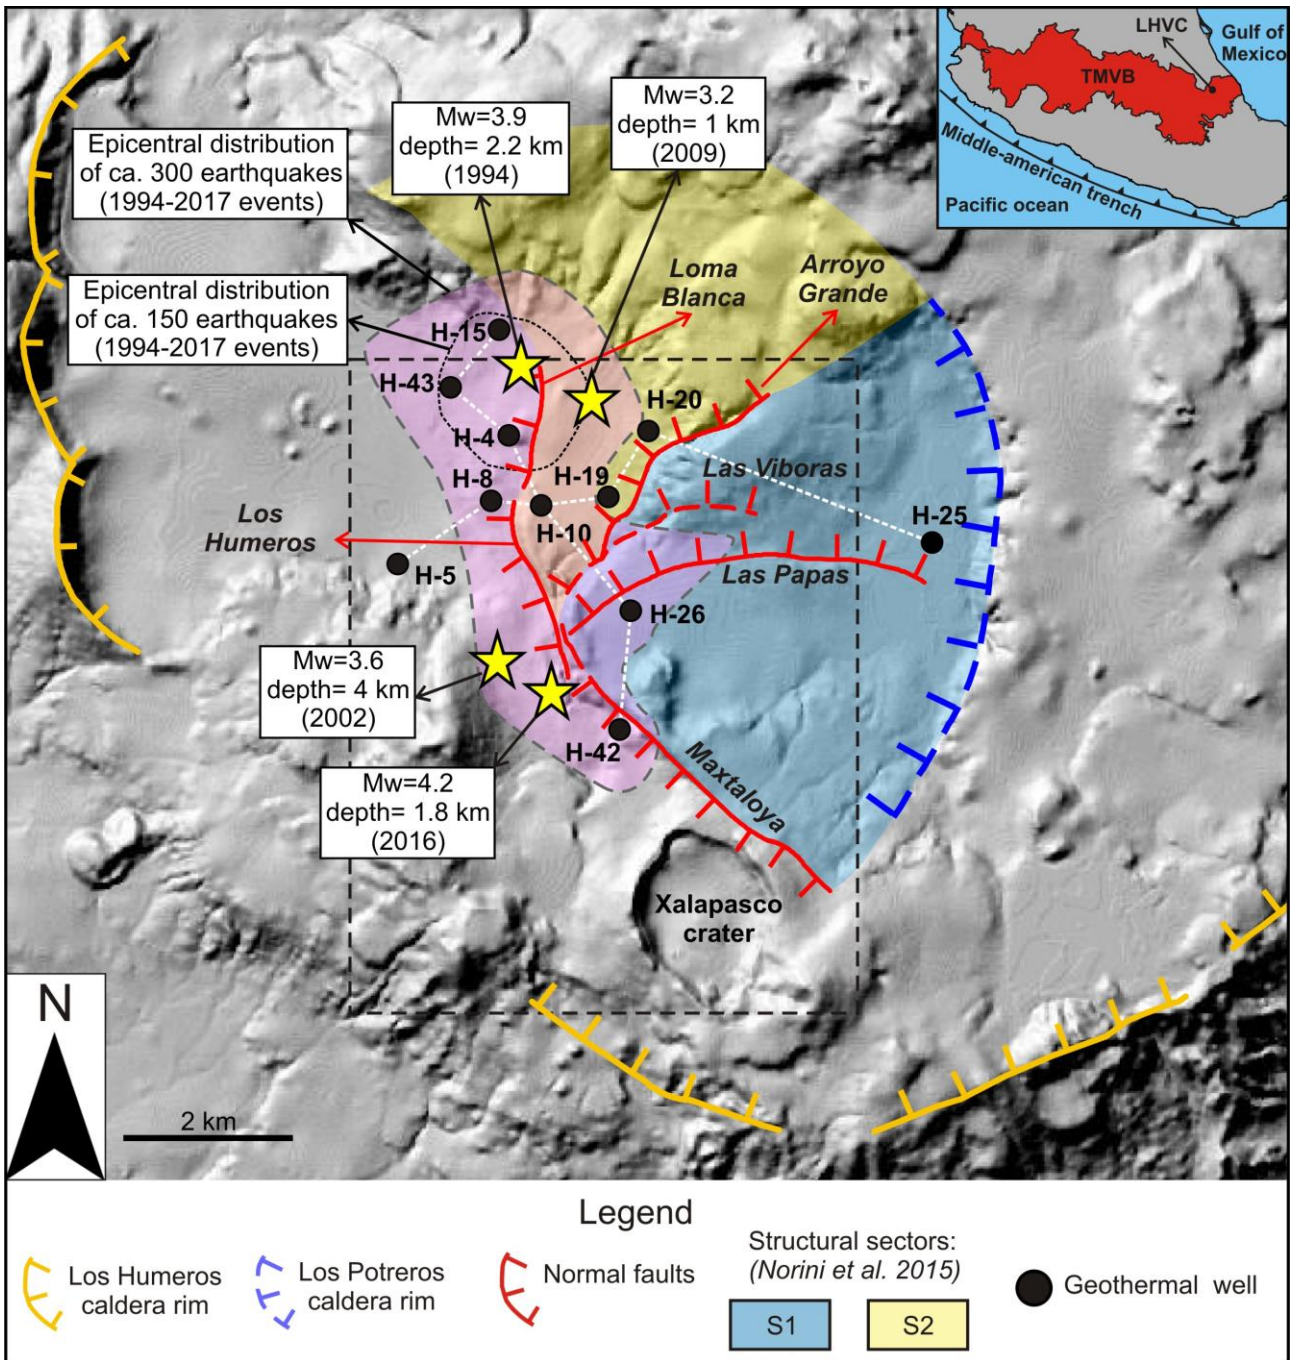 LHVC
Gulf of
Mexico
TMVB
Middle-american trench
Pacific ocean
Mw=3.2
depth= 1 km
(2009)
Mw=3.9
depth= 2.2 km
(1994)
Epicentral distribution
of ca. 300 earthquakes
(1994-2017 events)
Epicentral distribution
of ca. 150 earthquakes
(1994-2017 events)
Loma
Blanca
Arroyo
Grande
H-15
H-43
H-20
H-4
H-19
Las Viboras
H-8
Los
Humeros
H-10
H-25
H-5
Las Papas
H-26
Mw=3.6
depth= 4 km
(2002)
H-42
Maxtaloya
Mw=4.2
depth= 1.8 km
(2016)
Xalapasco
crater
N
2 km
Legend
Los Humeros
caldera rim
Los Potreros
caldera rim
Normal faults
Structural sectors:
(Norini et al. 2015)
S1
S2
Geothermal well